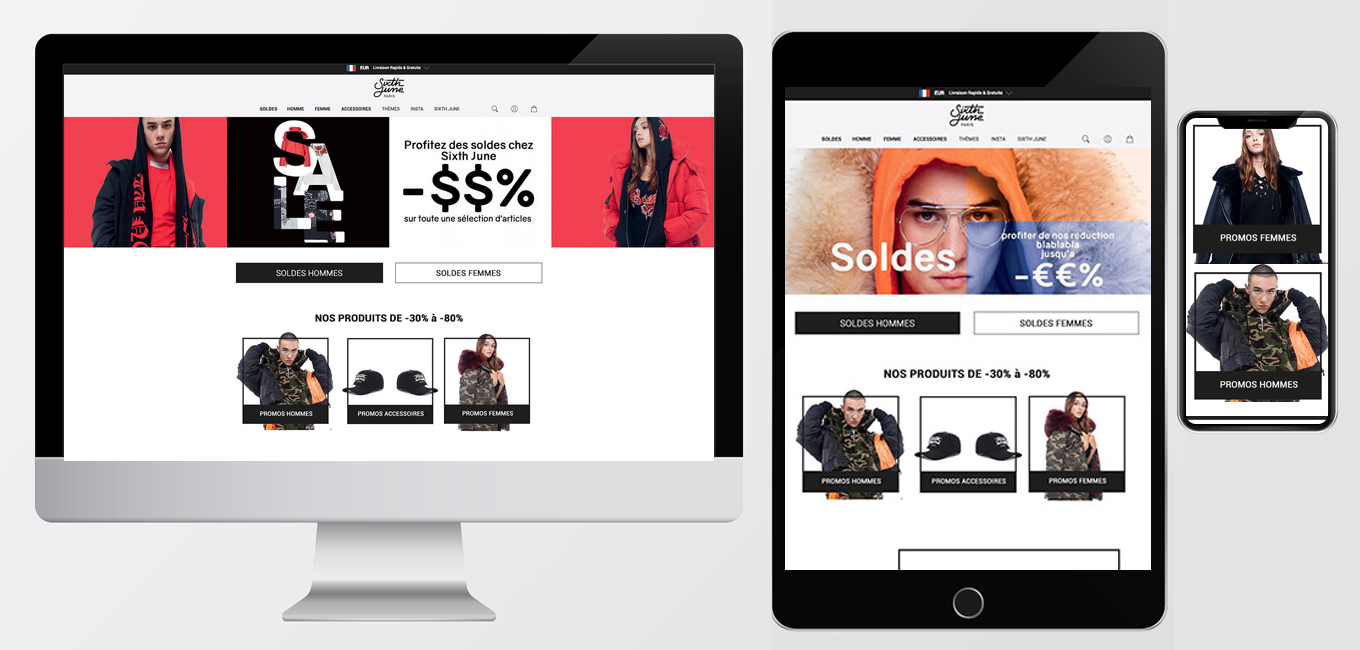 EUR Livraison Rapide & Gratuite
Sixth
June
PARIS
SOLDES HOMME FEMME ACCESSOIRES THÈMES INSTA SIXTH JUNE
SALE
Profitez des soldes chez
Sixth June
-$$%
sur toute une sélection d'articles
SOLDES HOMMES SOLDES FEMMES
NOS PRODUITS DE -30% à -80%
PROMOS HOMMES PROMOS ACCESSOIRES PROMOS FEMMES
EUR Livraison Rapide & Gratuite
Sixth
June
PARIS
SOLDES HOMME FEMME ACCESSOIRES THÈMES INSTA SIXTH JUNE
Soldes
profiter de nos reduction
blablabla
jusqu'a
-€€%
SOLDES HOMMES SOLDES FEMMES
NOS PRODUITS DE -30% à -80%
PROMOS HOMMES PROMOS ACCESSOIRES PROMOS FEMMES
PROMOS FEMMES
PROMOS HOMMES